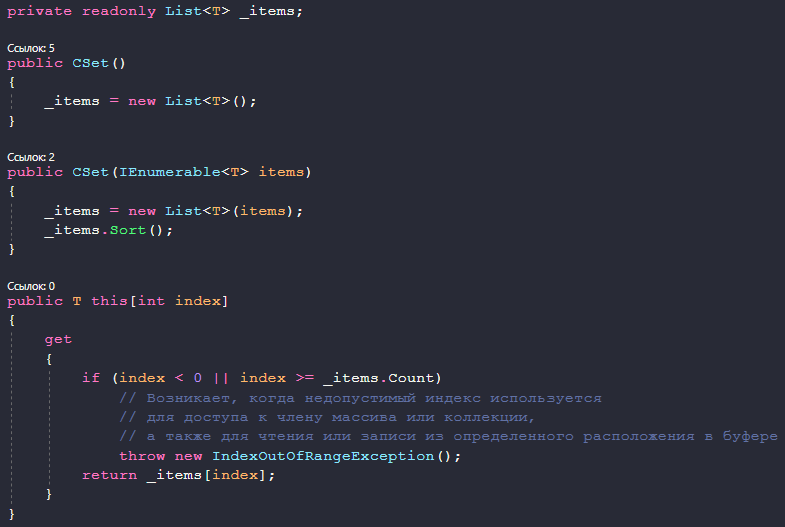 private readonly List<T> _items;
Ссылок: 5
public CSet()
{
_items = new List<T>();
}
Ссылок: 2
public CSet(IEnumerable<T> items)
{
_items = new List<T>(items);
_items.Sort();
}
Ссылок: 0
public T this[int index]
{
get
{
if (index < 0 || index >= _items.Count)
// Возникает, когда недопустимый индекс используется
// для доступа к члену массива или коллекции,
// а также для чтения или записи из определенного расположения в буфере
throw new IndexOutOfRangeException();
return _items[index];
}
}